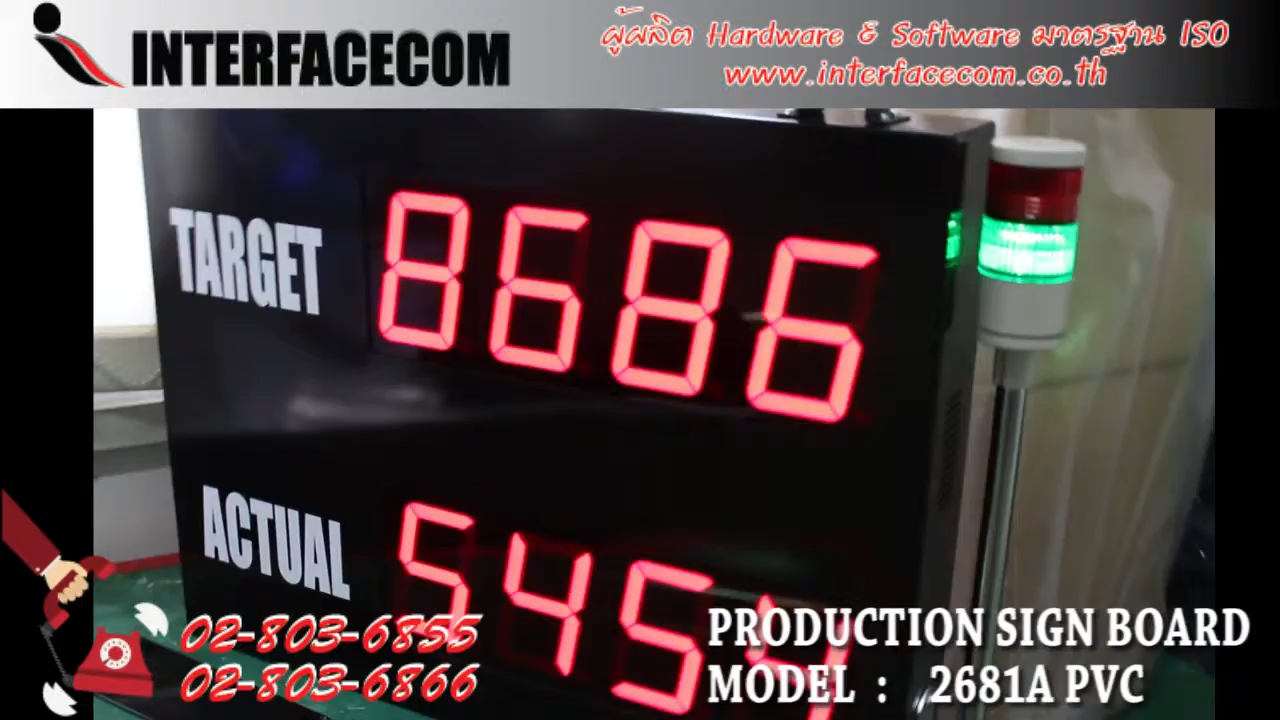 INTERFACECOM
ผู้ผลิต Hardware & Software มาตรฐาน ISO
www.interfacecom.co.th
TARGET 8686
ACTUAL 545
02-803-6855
02-803-6866
PRODUCTION SIGN BOARD
MODEL : 2681A PVC